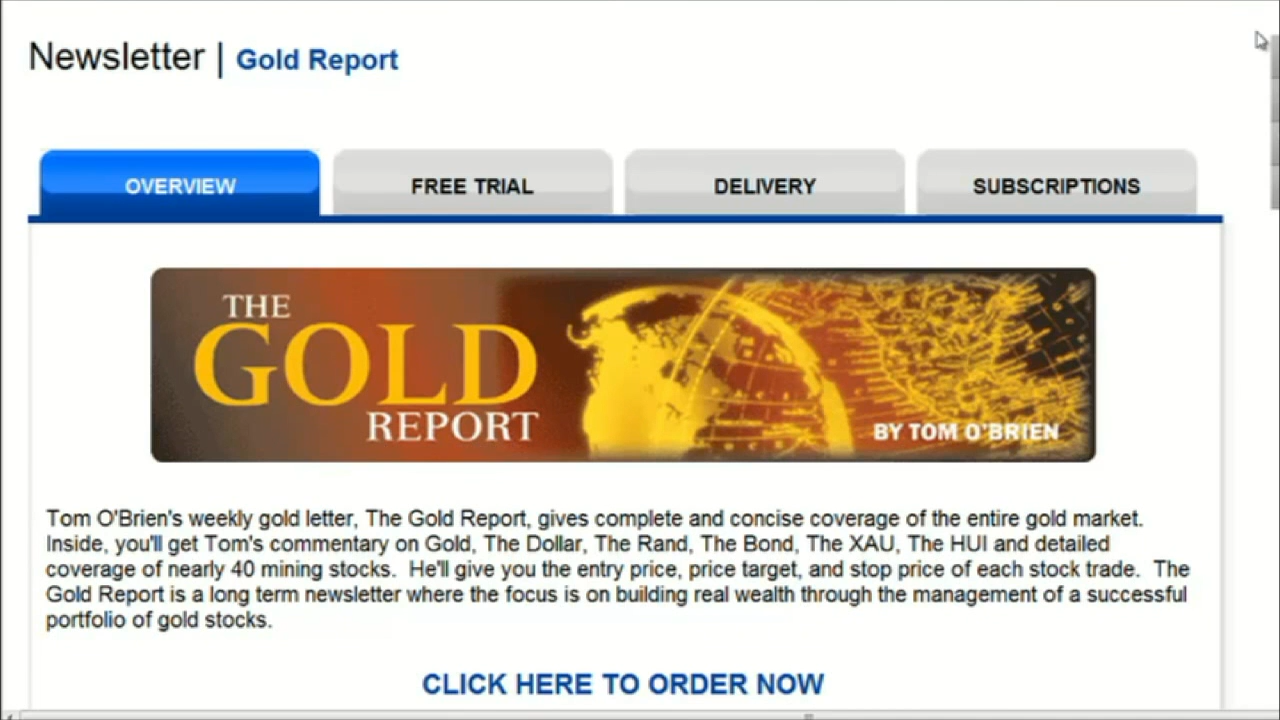 Newsletter | Gold Report
OVERVIEW FREE TRIAL DELIVERY SUBSCRIPTIONS
THE
GOLD
REPORT
BY TOM O'BRIEN
Tom O'Brien's weekly gold letter, The Gold Report, gives complete and concise coverage of the entire gold market.
Inside, you'll get Tom's commentary on Gold, The Dollar, The Rand, The Bond, The XAU, The HUI and detailed
coverage of nearly 40 mining stocks.  He'll give you the entry price, price target, and stop price of each stock trade.  The
Gold Report is a long term newsletter where the focus is on building real wealth through the management of a successful
portfolio of gold stocks.
CLICK HERE TO ORDER NOW